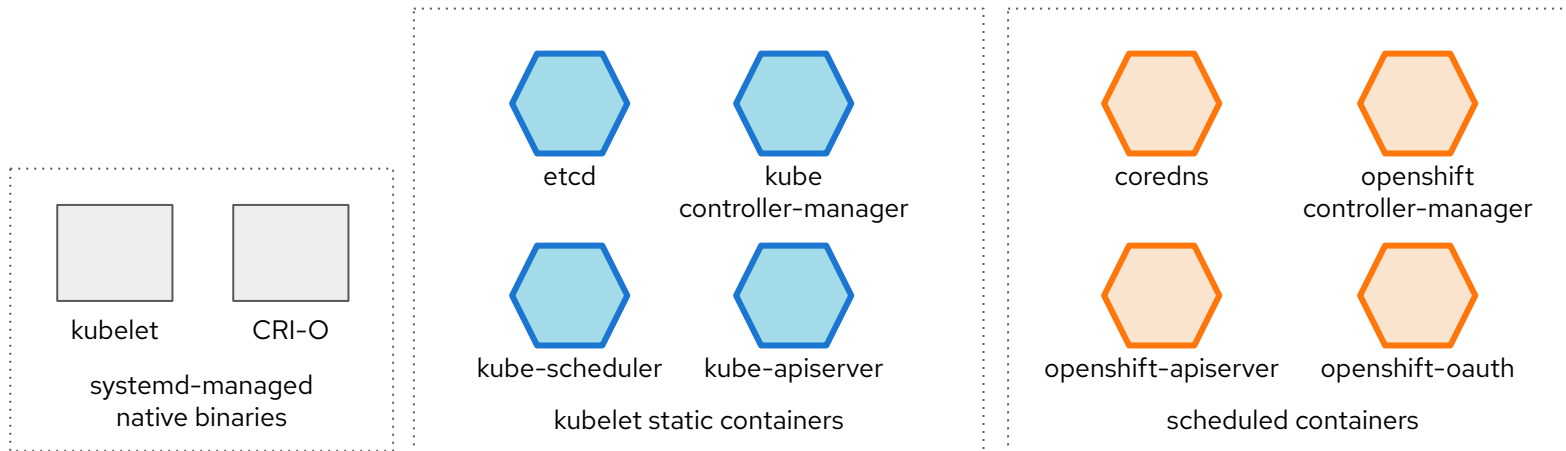 kubelet
CRI-O
systemd-managed
native binaries
etcd
kube
controller-manager
kube-scheduler
kube-apiserver
kubelet static containers
coredns
openshift
controller-manager
openshift-apiserver
openshift-oauth
scheduled containers